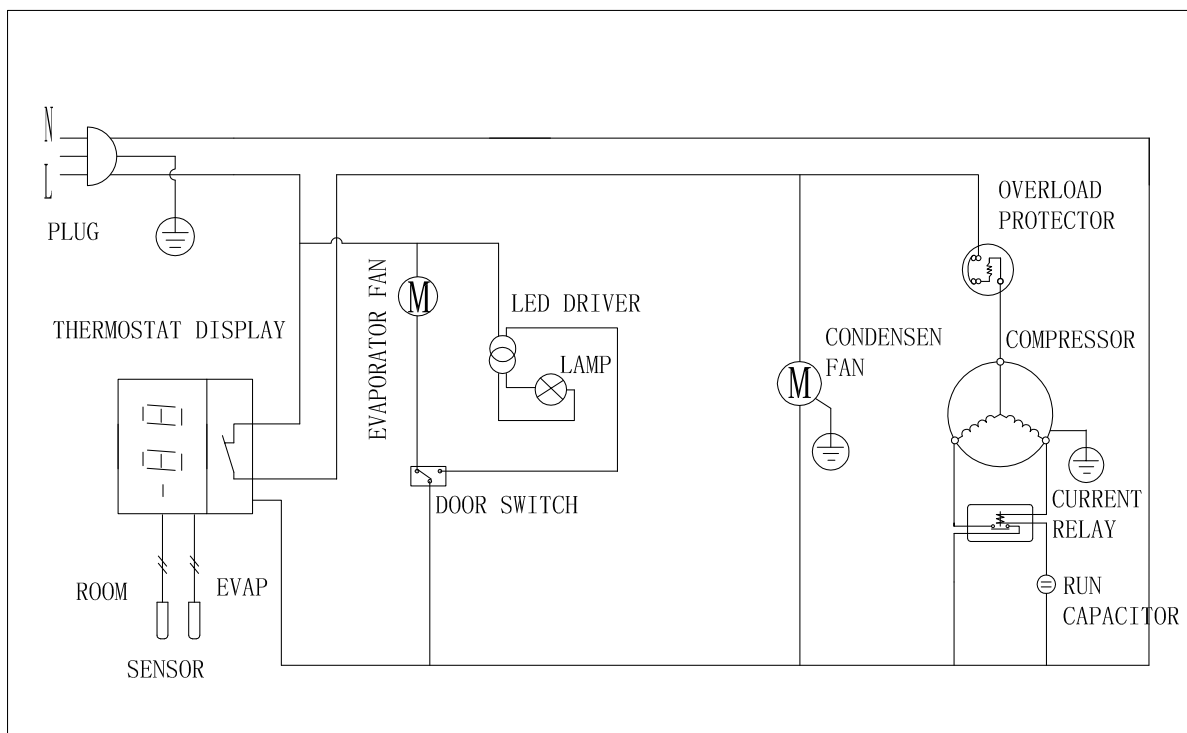 N
L
PLUG
THERMOSTAT DISPLAY
ROOM
EVAP
SENSOR
EVAPORATOR FAN
M
LED DRIVER
LAMP
DOOR SWITCH
M
CONDENSEN
FAN
OVERLOAD
PROTECTOR
COMPRESSOR
CURRENT
RELAY
RUN
CAPACITOR